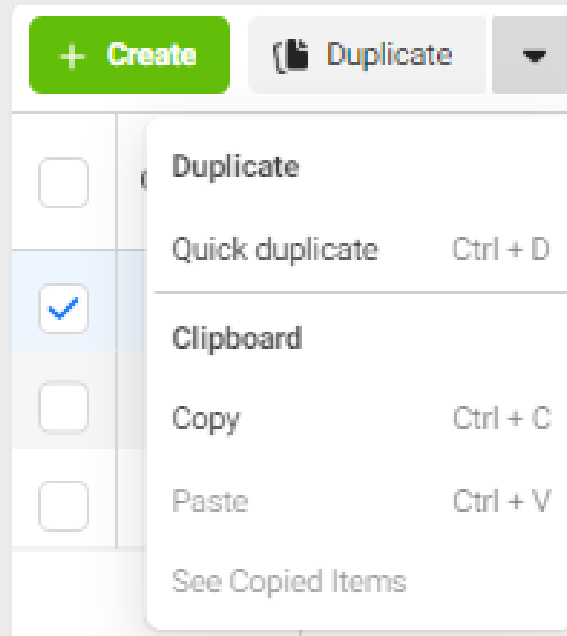 + Create
Duplicate
Duplicate
Quick duplicate Ctrl + D
Clipboard
Copy Ctrl + C
Paste Ctrl + V
See Copied Items